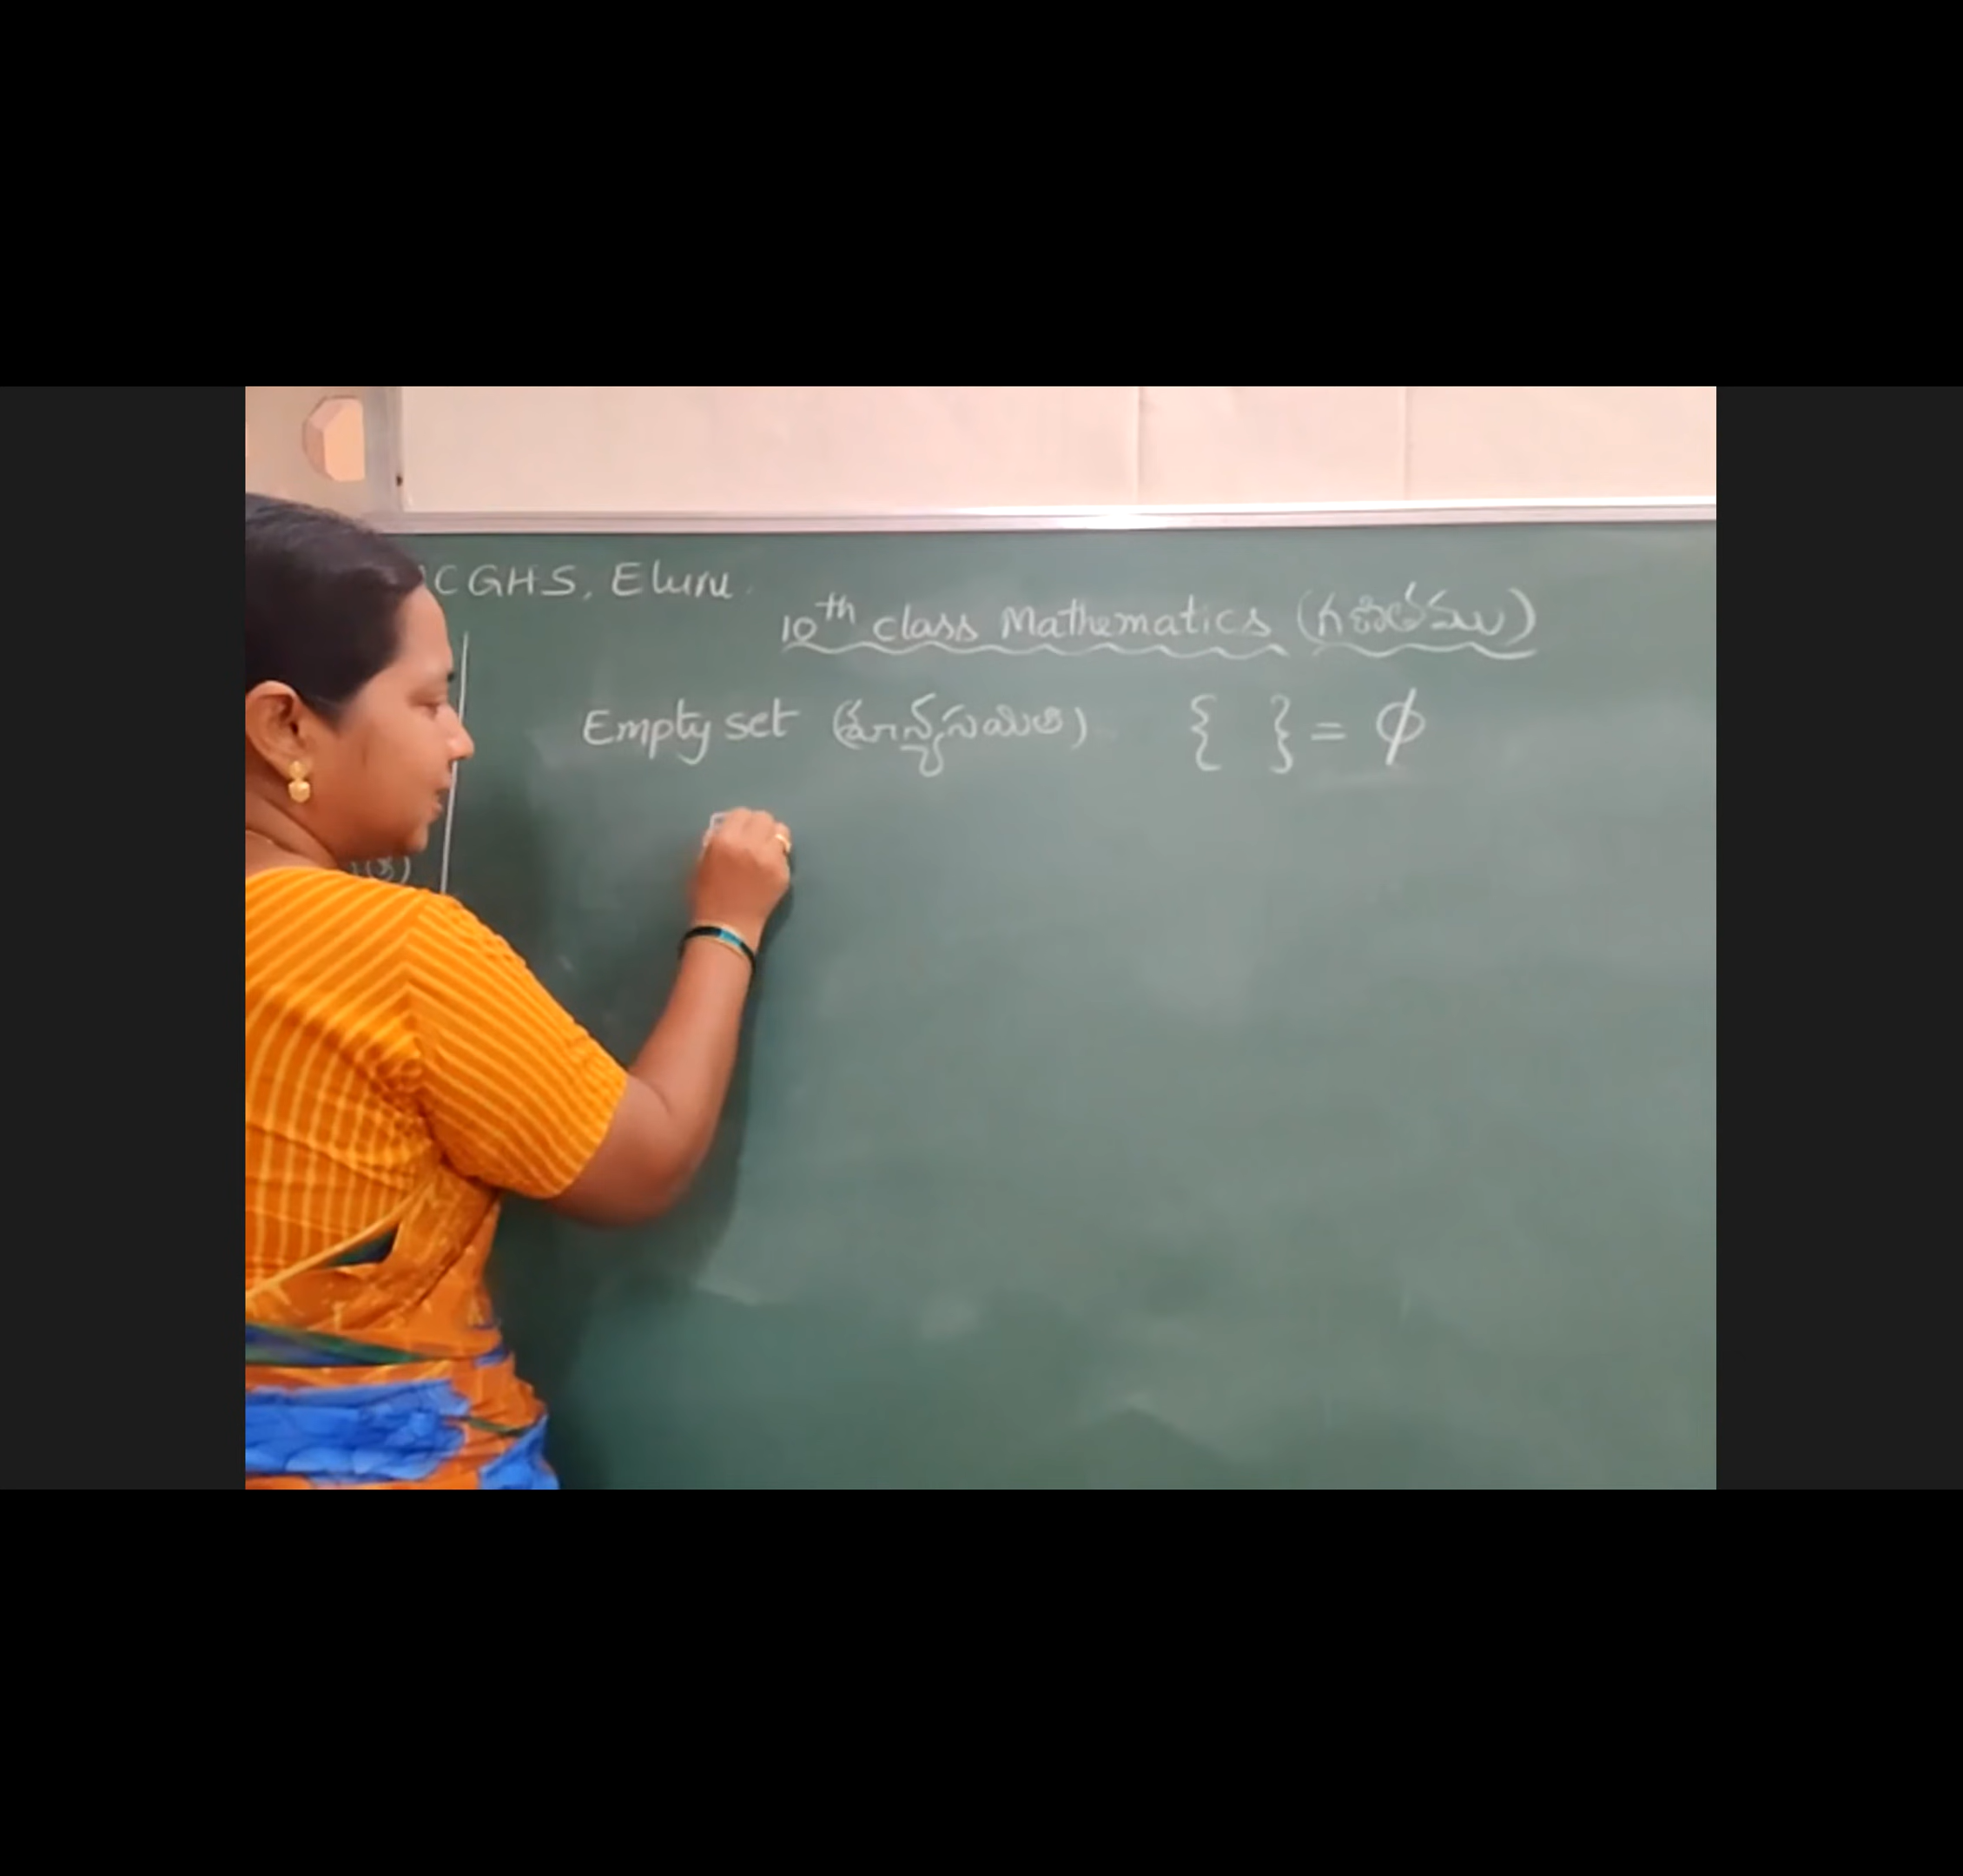 CGHS, Eluru.
10th class Mathematics (గణితము)
Empty set (శూన్యసమితి) { } = ϕ